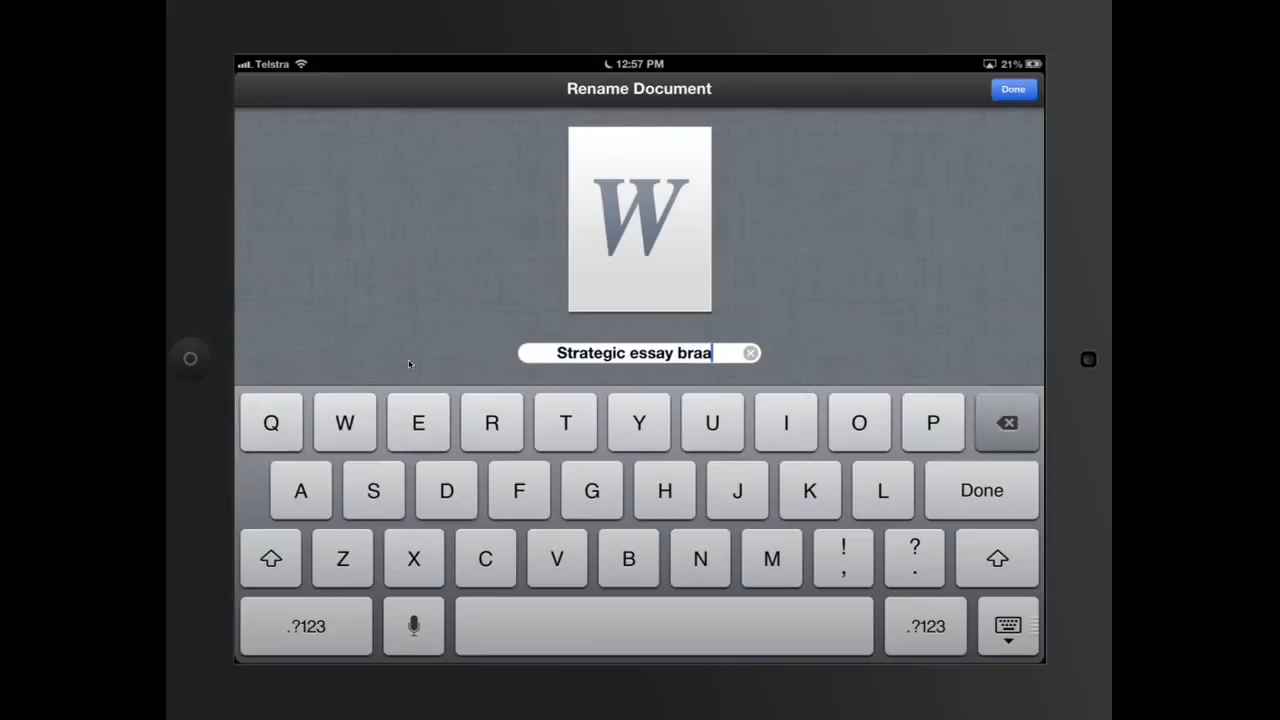 Telstra 12:57 PM 21%
Rename Document Done
W
Strategic essay braa
Q W E R T Y U I O P
A S D F G H J K L Done
Z X C V B N M ! , ? .
.?123 .?123